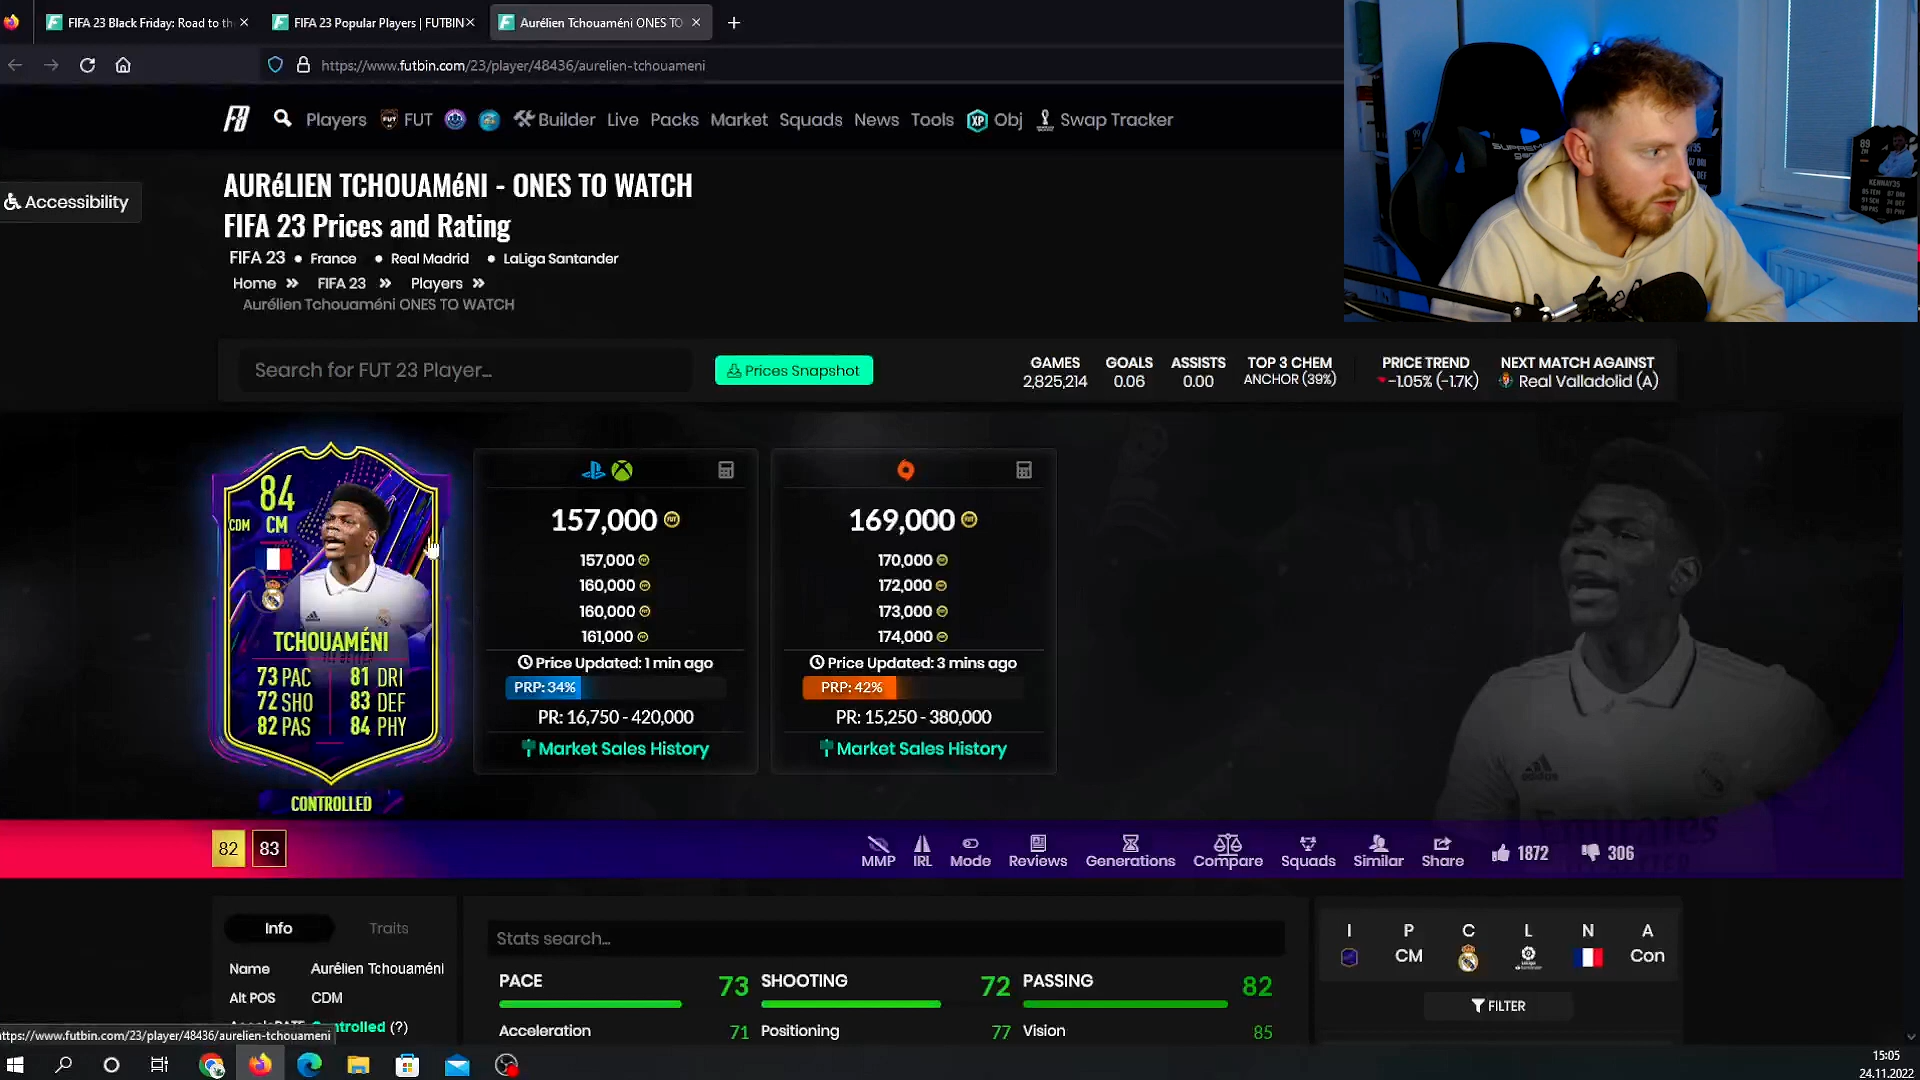 FIFA 23 Black Friday: Road to th
FIFA 23 Popular Players | FUTBIN
Aurélien Tchouaméni ONES TO
https://www.futbin.com/23/player/48436/aurelien-tchouameni
Players FUT Builder Live Packs Market Squads News Tools XP Obj Swap Tracker
Accessibility
AURéLIEN TCHOUAMéNI - ONES TO WATCH
FIFA 23 Prices and Rating
FIFA 23 • France • Real Madrid • LaLiga Santander
Home » FIFA 23 » Players »
Aurélien Tchouaméni ONES TO WATCH
Search for FUT 23 Player...
Prices Snapshot
GAMES GOALS ASSISTS TOP 3 CHEM PRICE TREND NEXT MATCH AGAINST
2,825,214 0.06 0.00 ANCHOR (39%) -1.05% (-1.7K) Real Valladolid (A)
84
CDM CM
TCHOUAMÉNI
73 PAC 81 DRI
72 SHO 83 DEF
82 PAS 84 PHY
CONTROLLED
157,000
157,000
160,000
160,000
161,000
Price Updated: 1 min ago
PRP: 34%
PR: 16,750 - 420,000
Market Sales History
169,000
170,000
172,000
173,000
174,000
Price Updated: 3 mins ago
PRP: 42%
PR: 15,250 - 380,000
Market Sales History
82 83
MMP IRL Mode Reviews Generations Compare Squads Similar Share 1872 306
Info Traits
Name Aurélien Tchouaméni
Alt POS CDM
Controlled (?)
Stats search...
PACE 73 SHOOTING 72 PASSING 82
Acceleration 71 Positioning 77 Vision 85
I P C L N A
CM Con
FILTER
https://www.futbin.com/23/player/48436/aurelien-tchouameni
15:05
24.11.2022
89
KENNAY35